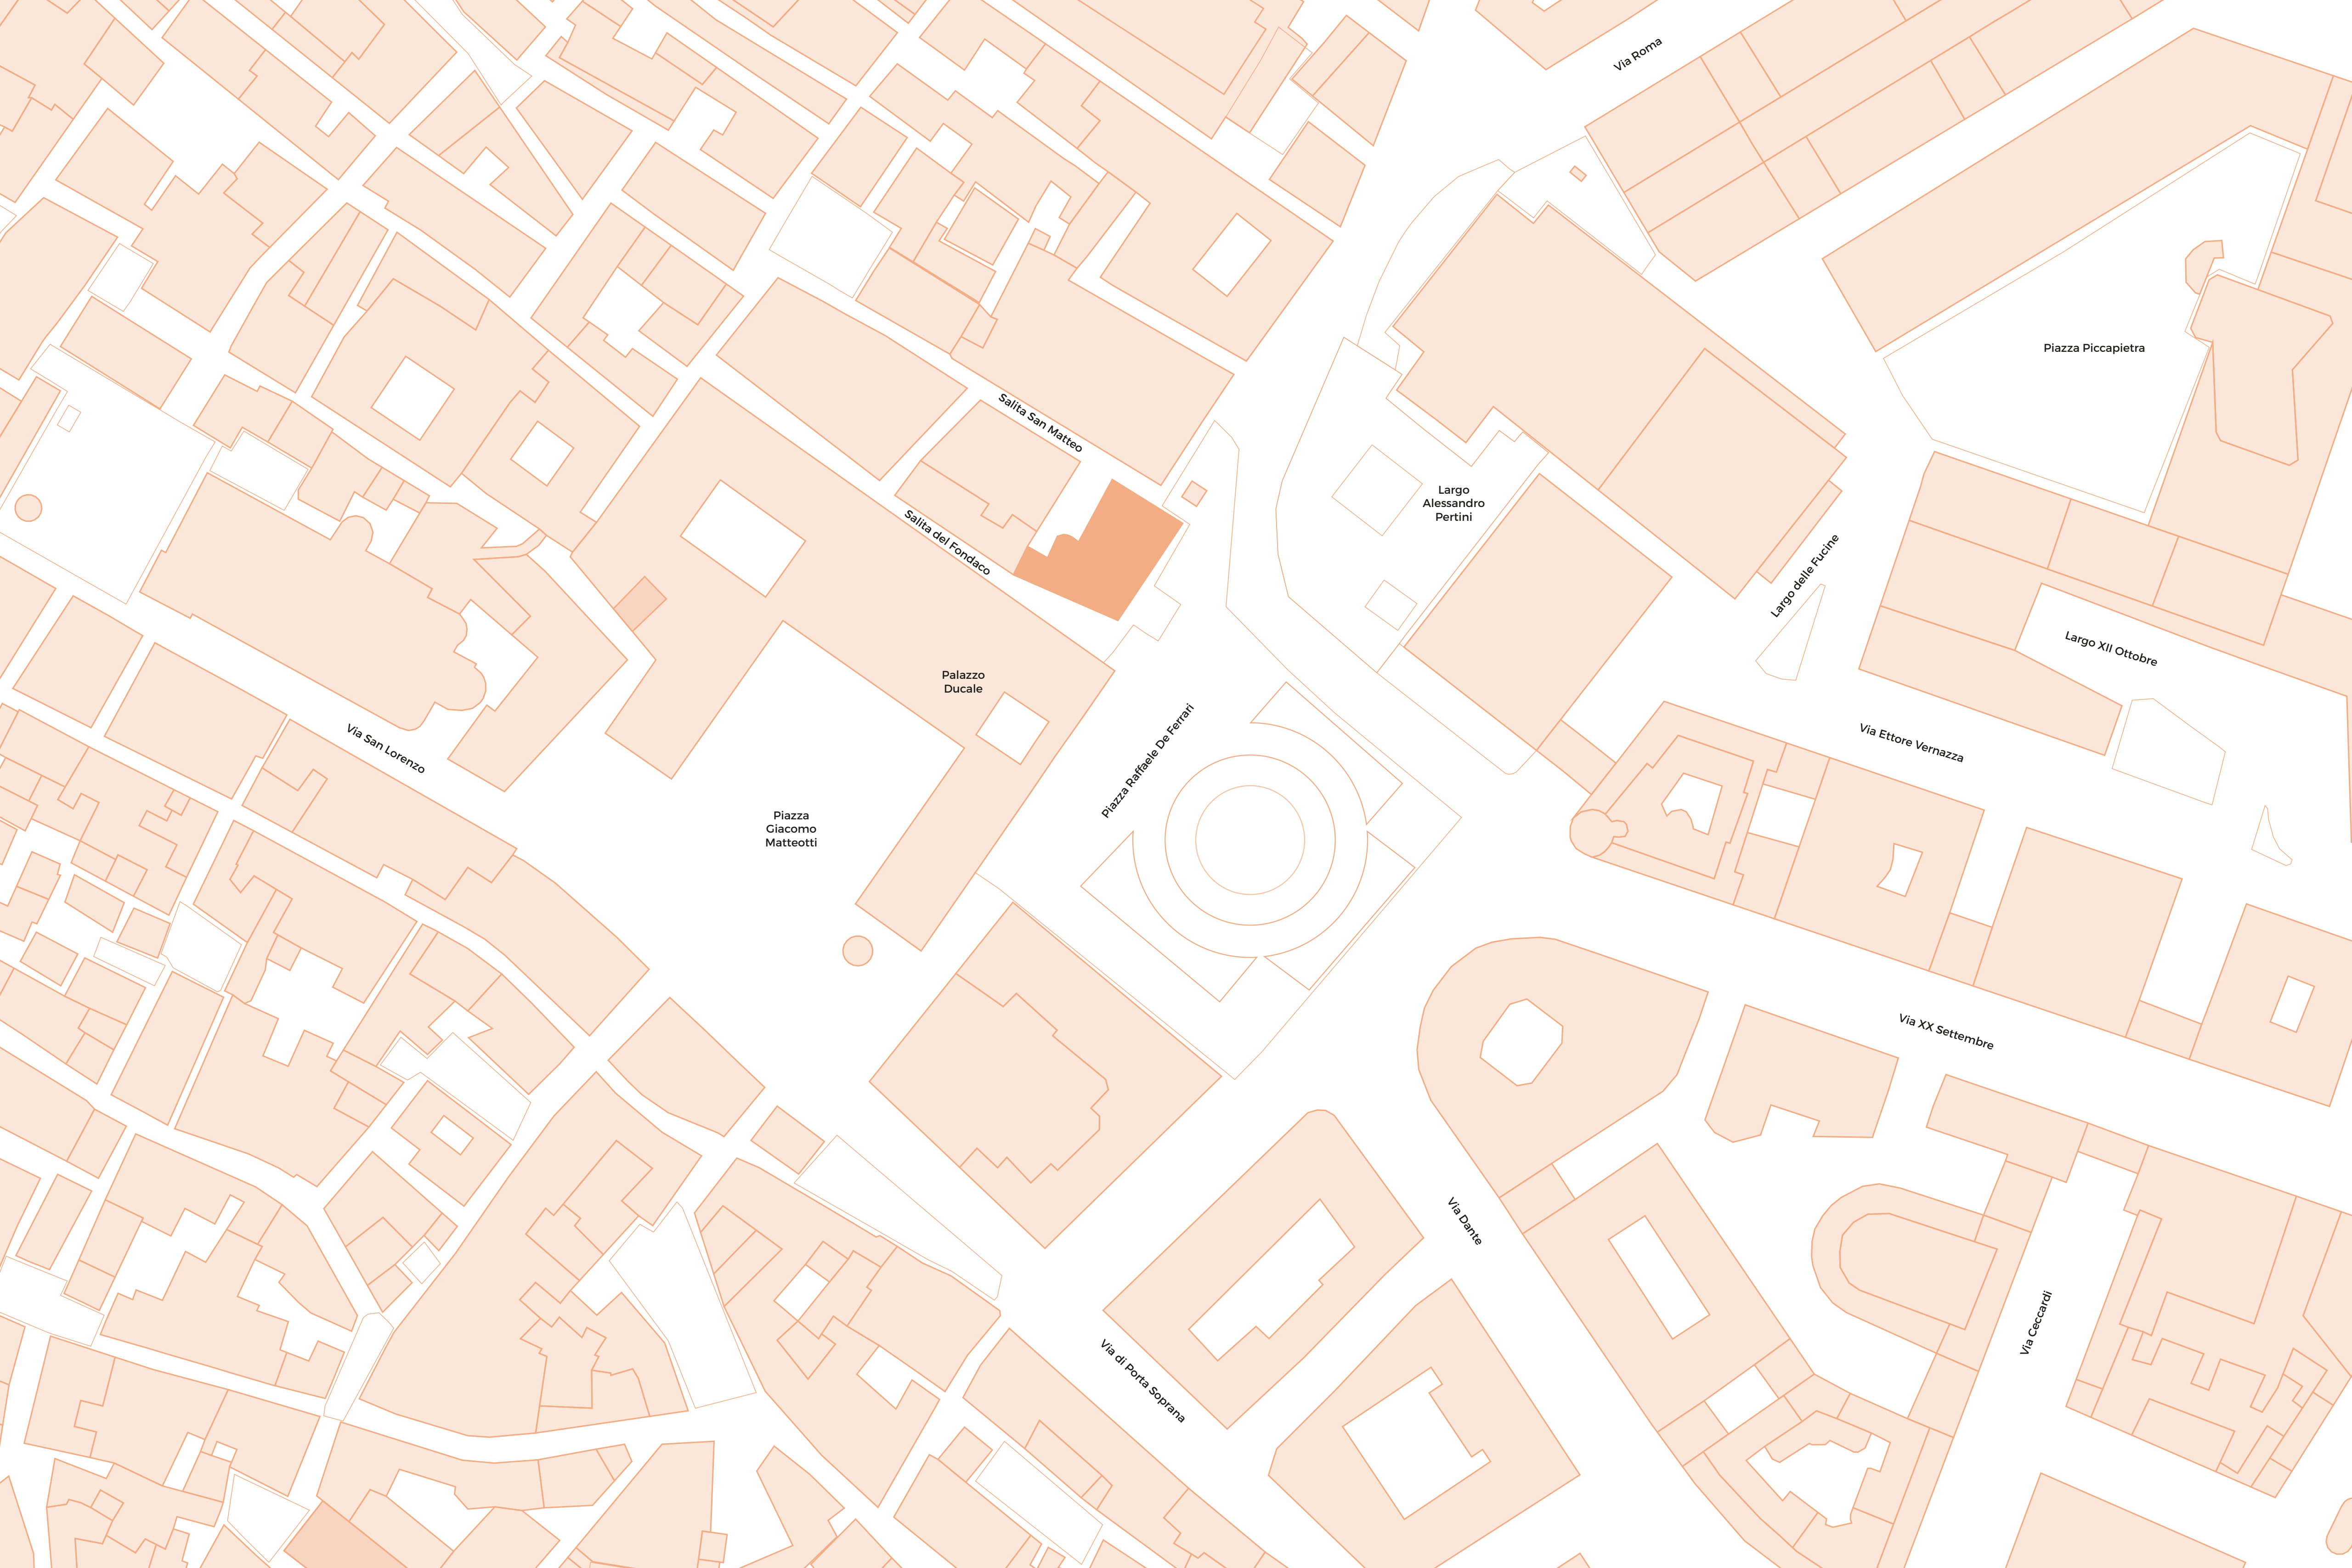 Via Roma
Piazza Piccapietra
Salita San Matteo
Largo
Alessandro
Pertini
Salita del Fondaco
Largo delle Fucine
Largo XII Ottobre
Palazzo
Ducale
Via San Lorenzo
Piazza Raffaele De Ferrari
Via Ettore Vernazza
Piazza
Giacomo
Matteotti
Via XX Settembre
Via Dante
Via Ceccardi
Via di Porta Soprana